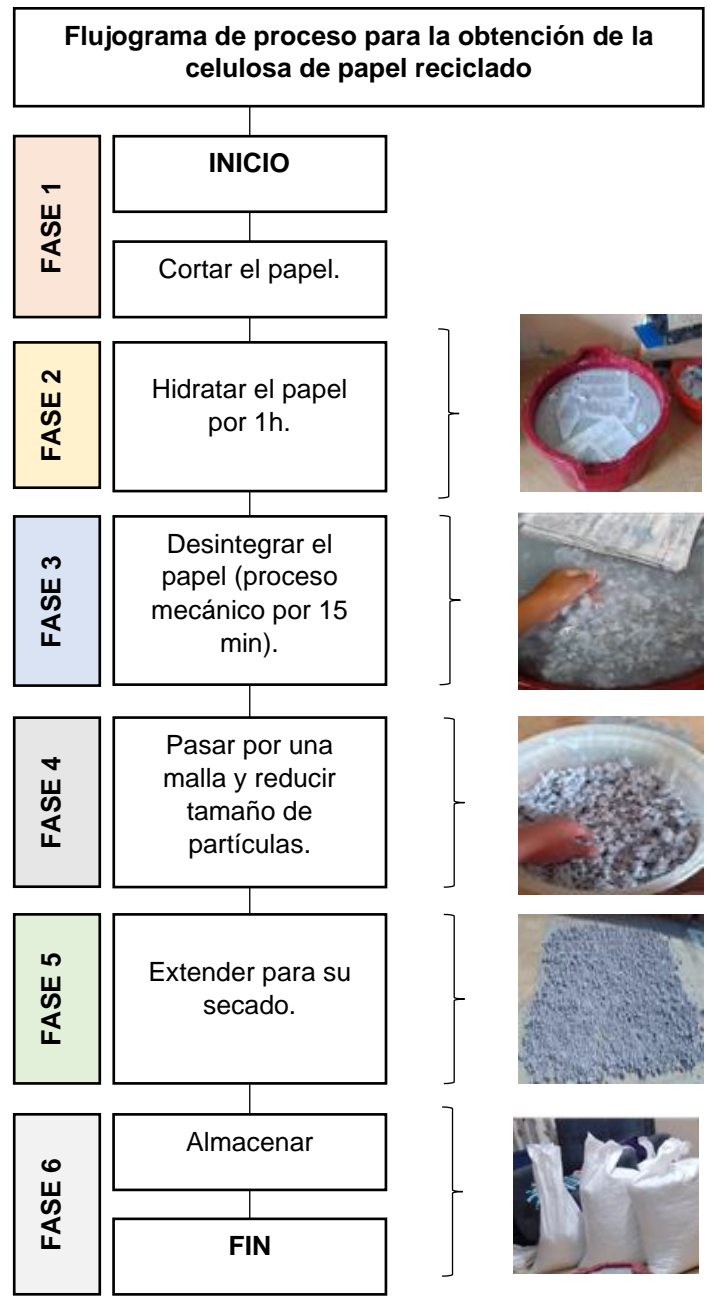 Flujograma de proceso para la obtención de la
celulosa de papel reciclado
FASE 1
INICIO
Cortar el papel.
FASE 2
Hidratar el papel
por 1h.
FASE 3
Desintegrar el
papel (proceso
mecánico por 15
min).
FASE 4
Pasar por una
malla y reducir
tamaño de
partículas.
FASE 5
Extender para su
secado.
FASE 6
Almacenar
FIN